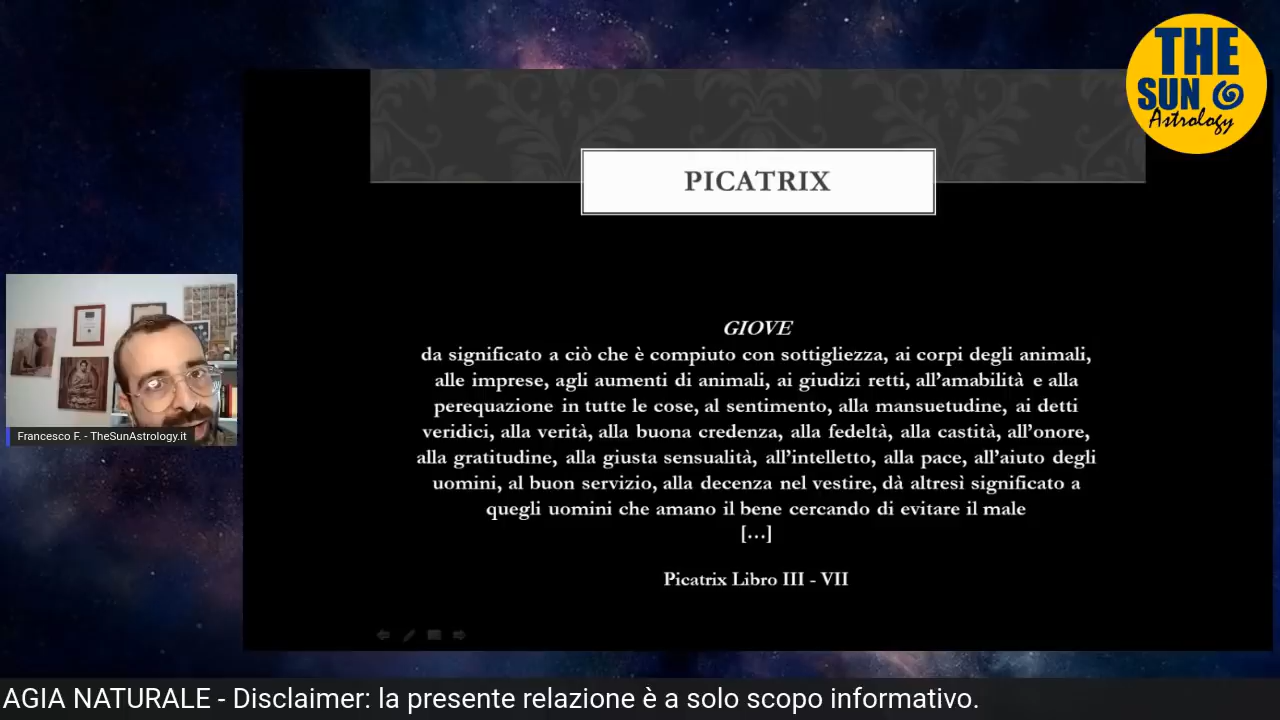 THE
SUN
Astrology
PICATRIX
GIOVE
da significato a ciò che è compiuto con sottigliezza, ai corpi degli animali,
alle imprese, agli aumenti di animali, ai giudizi retti, all'amabilità e alla
perequazione in tutte le cose, al sentimento, alla mansuetudine, ai detti
veridici, alla verità, alla buona credenza, alla fedeltà, alla castità, all'onore,
alla gratitudine, alla giusta sensualità, all'intelletto, alla pace, all'aiuto degli
uomini, al buon servizio, alla decenza nel vestire, dà altresì significato a
quegli uomini che amano il bene cercando di evitare il male
[…]
Picatrix Libro III - VII
Francesco F. - TheSunAstrology.it
AGIA NATURALE - Disclaimer: la presente relazione è a solo scopo informativo.